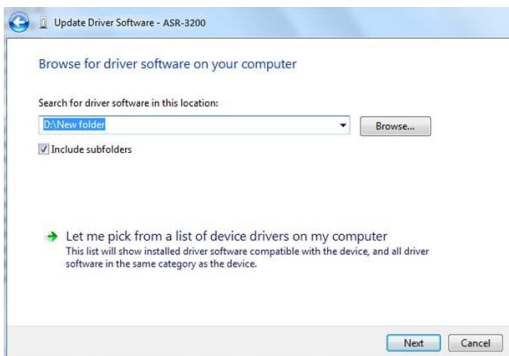 Update Driver Software - ASR-3200
Browse for driver software on your computer
Search for driver software in this location:
D:\New folder
Browse...
Include subfolders
Let me pick from a list of device drivers on my computer
This list will show installed driver software compatible with the device, and all driver
software in the same category as the device.
Next
Cancel